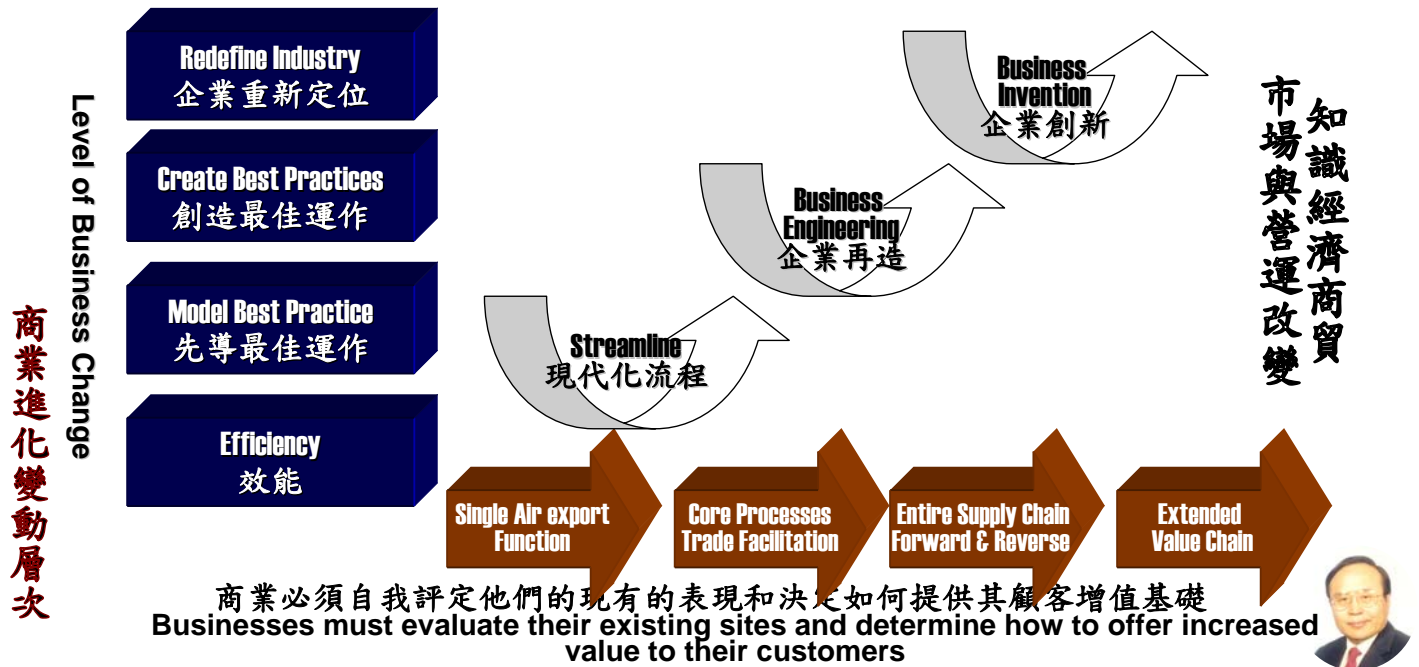 Redefine Industry
企業重新定位
Create Best Practices
創造最佳運作
Model Best Practice
先導最佳運作
Efficiency
效能
Level of Business Change
商業進化變動層次
Business
Invention
企業創新
Business
Engineering
企業再造
Streamline
現代化流程
知識經濟商貿
市場與營運改變
Single Air export
Function
Core Processes
Trade Facilitation
Entire Supply Chain
Forward & Reverse
Extended
Value Chain
商業必須自我評定他們的現有的表現和決定如何提供其顧客增值基礎
Businesses must evaluate their existing sites and determine how to offer increased
value to their customers